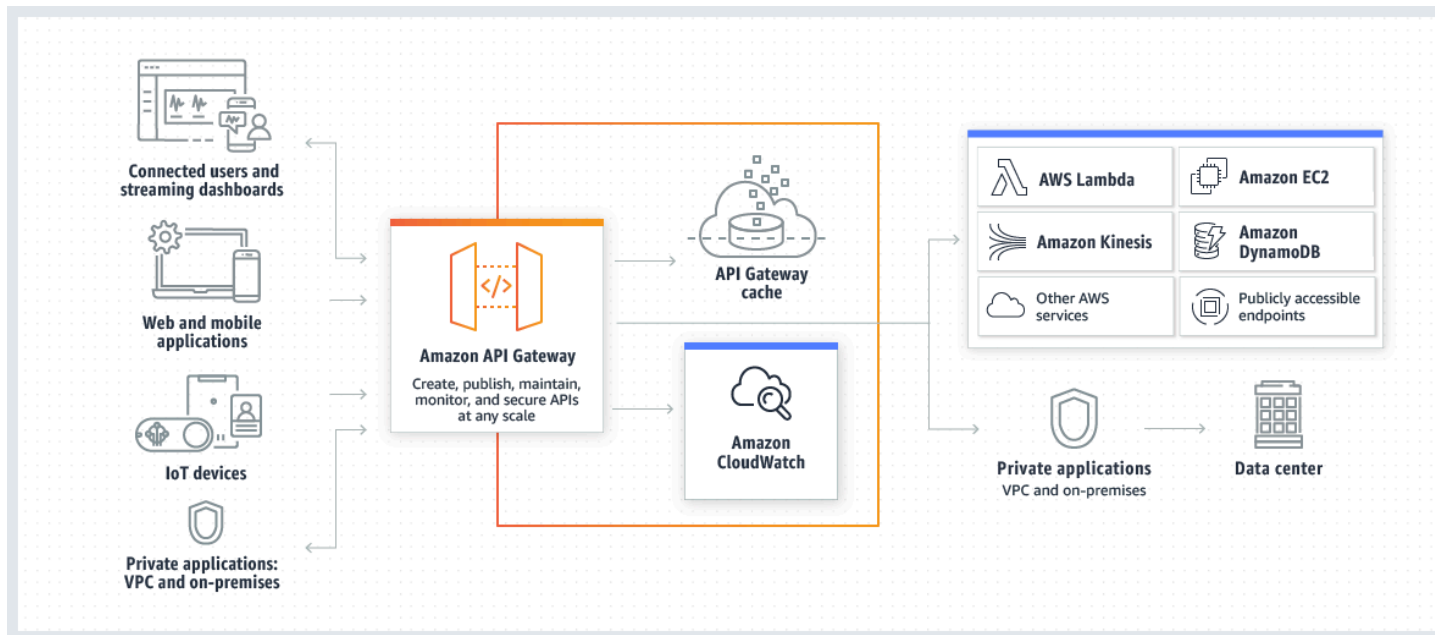 Connected users and
streaming dashboards
Web and mobile
applications
IoT devices
Private applications:
VPC and on-premises
</>
Amazon API Gateway
Create, publish, maintain,
monitor, and secure APIs
at any scale
API Gateway
cache
Amazon
CloudWatch
AWS Lambda
Amazon EC2
Amazon Kinesis
Amazon
DynamoDB
Other AWS
services
Publicly accessible
endpoints
Private applications
VPC and on-premises
Data center